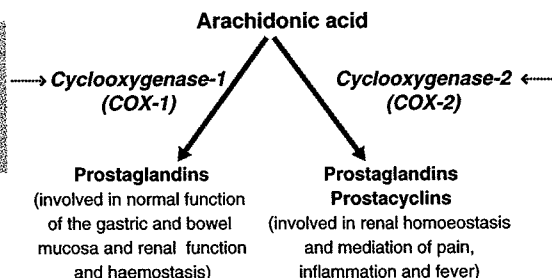 Arachidonic acid
Cyclooxygenase-1
(COX-1)
Cyclooxygenase-2
(COX-2)
Prostaglandins
(involved in normal function
of the gastric and bowel
mucosa and renal function
and haemostasis)
Prostaglandins
Prostacyclins
(involved in renal homoeostasis
and mediation of pain,
inflammation and fever)